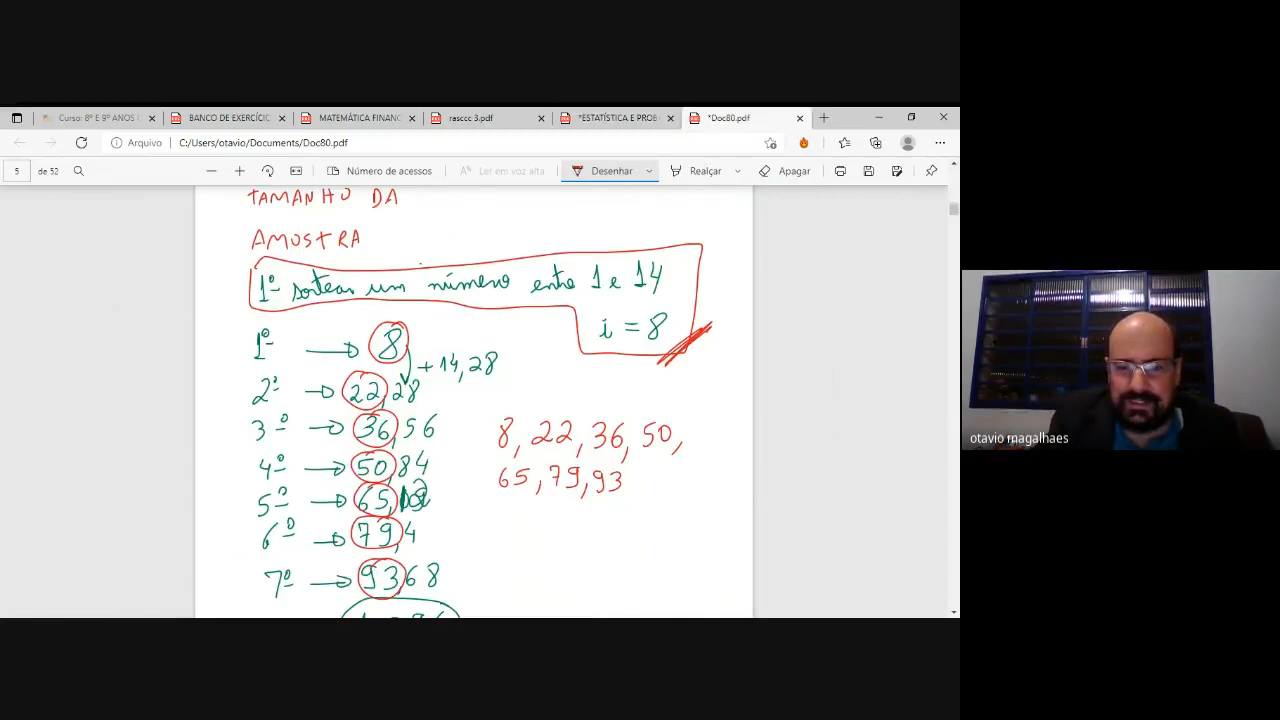 Curso: 8º E 9º ANOS
BANCO DE EXERCÍCIO
MATEMÁTICA FINANC
rasccc 3.pdf
*ESTATÍSTICA E PROB
*Doc80.pdf
Arquivo
C:/Users/otavio/Documents/Doc80.pdf
5
de 52
Número de acessos
Ler em voz alta
Desenhar
Realçar
Apagar
TAMANHO DA
AMOSTRA
1º sortear um número entre 1 e 14
i = 8
1º → 8
+ 14,28
2º → 22,28
3º → 36,56
4º → 50,84
5º → 65,12
6º → 79,4
7º → 93,68
8, 22, 36, 50,
65, 79, 93
otavio magalhaes